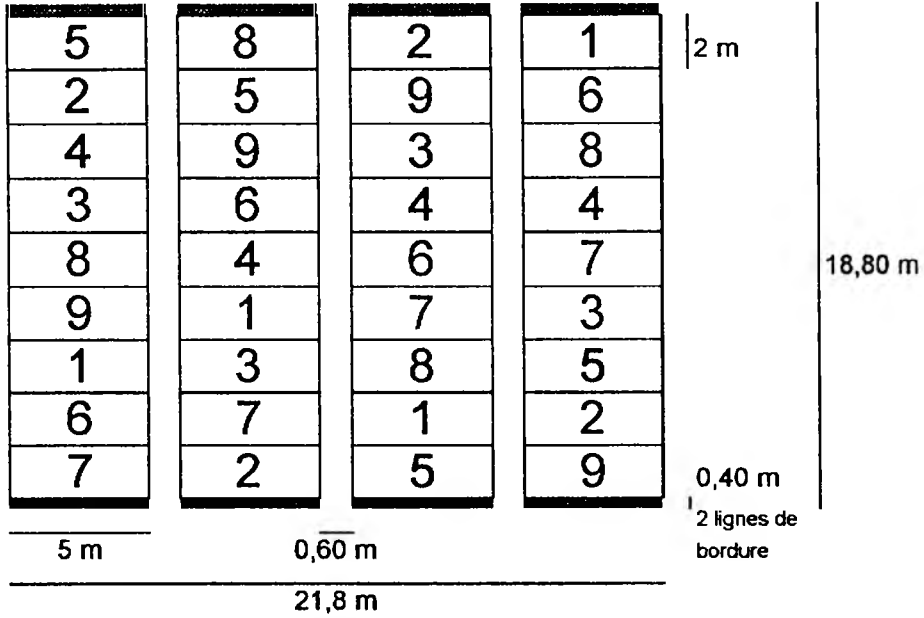 5 8 2 1
2 m
2 5 9 6
4 9 3 8
3 6 4 4
8 4 6 7
18,80 m
9 1 7 3
1 3 8 5
6 7 1 2
7 2 5 9
0,40 m
2 lignes de
bordure
5 m
0,60 m
21,8 m